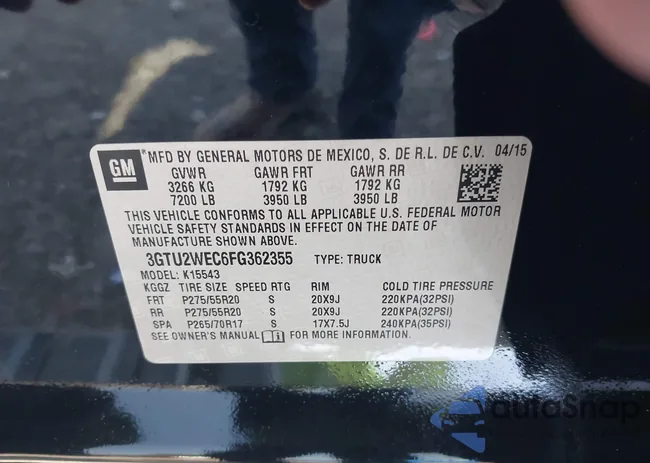 GM MFD BY GENERAL MOTORS DE MEXICO, S. DE R.L. DE C.V. 04/15
GVWR GAWR FRT GAWR RR
3266 KG 1792 KG 1792 KG
7200 LB 3950 LB 3950 LB
THIS VEHICLE CONFORMS TO ALL APPLICABLE U.S. FEDERAL MOTOR
VEHICLE SAFETY STANDARDS IN EFFECT ON THE DATE OF
MANUFACTURE SHOWN ABOVE.
3GTU2WEC6FG362355 TYPE: TRUCK
MODEL: K15543
KGGZ TIRE SIZE SPEED RTG RIM COLD TIRE PRESSURE
FRT P275/55R20 S 20X9J 220KPA(32PSI)
RR P275/55R20 S 20X9J 220KPA(32PSI)
SPA P265/70R17 S 17X7.5J 240KPA(35PSI)
SEE OWNER'S MANUAL FOR MORE INFORMATION.
autoSnap